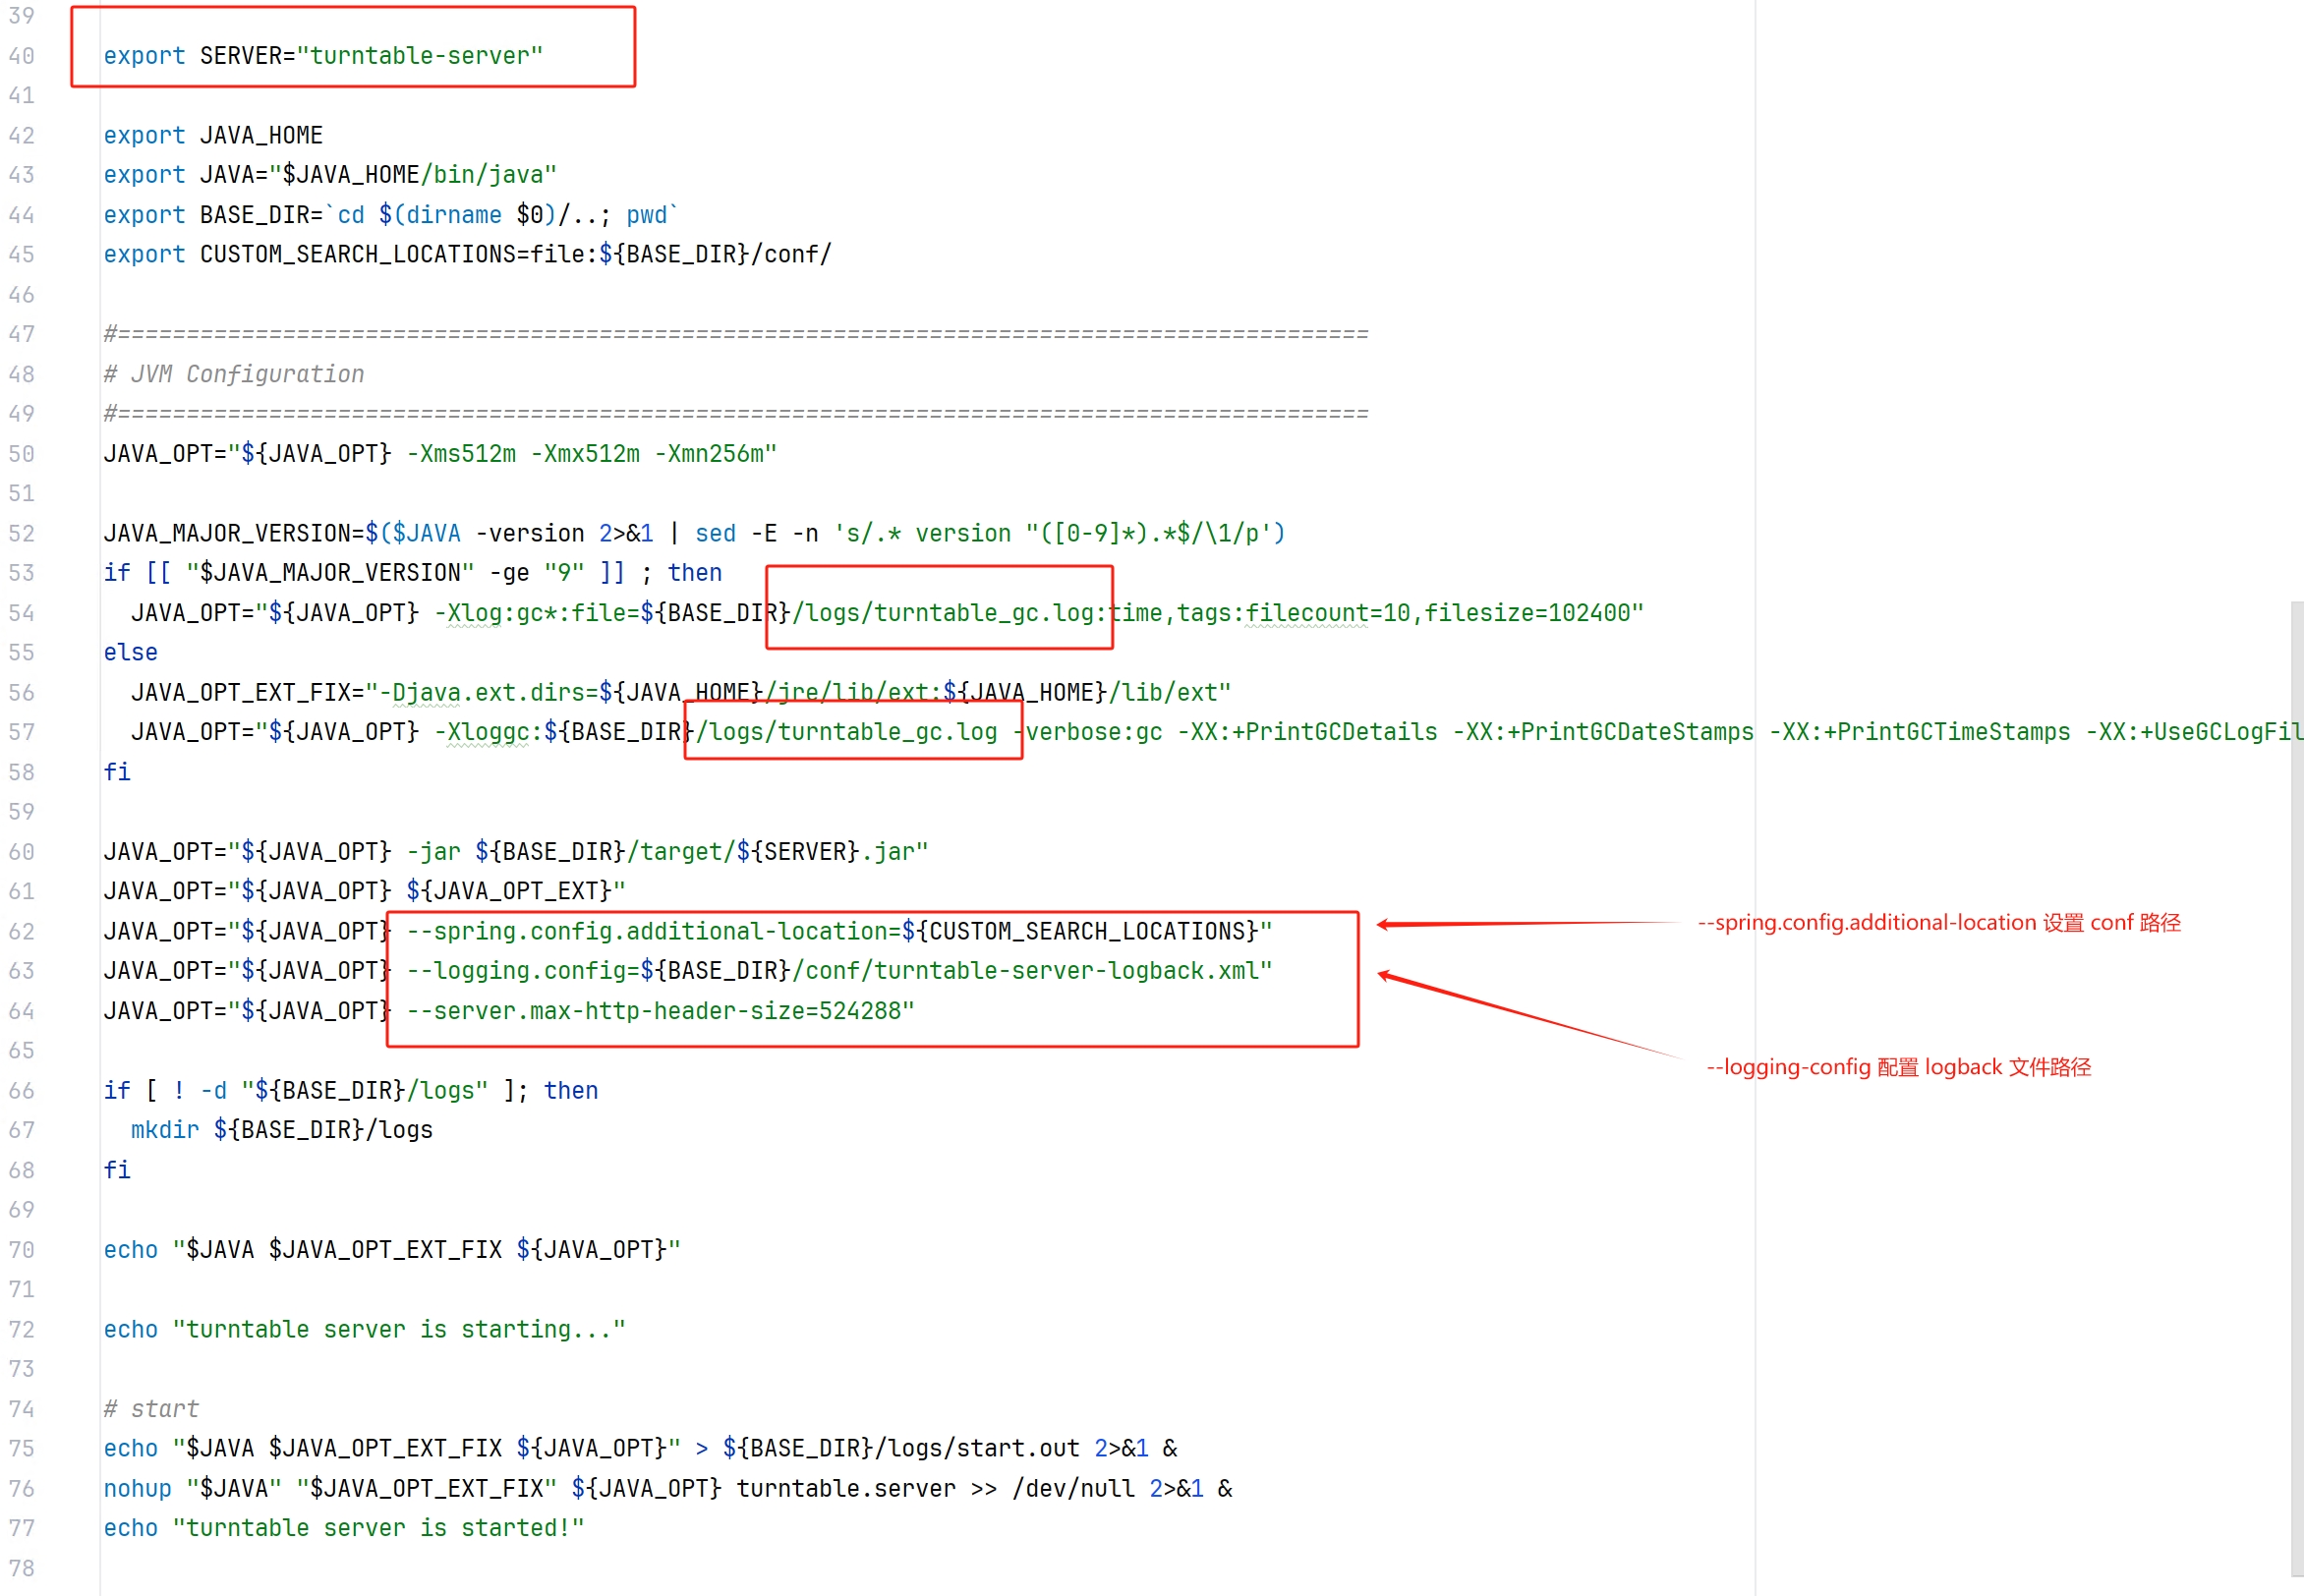 39
40 export SERVER="turntable-server"
41
42 export JAVA_HOME
43 export JAVA="$JAVA_HOME/bin/java"
44 export BASE_DIR=`cd $(dirname $0)/..; pwd`
45 export CUSTOM_SEARCH_LOCATIONS=file:${BASE_DIR}/conf/
46
47 #===========================================================================================
48 # JVM Configuration
49 #===========================================================================================
50 JAVA_OPT="${JAVA_OPT} -Xms512m -Xmx512m -Xmn256m"
51
52 JAVA_MAJOR_VERSION=$($JAVA -version 2>&1 | sed -E -n 's/.* version "([0-9]*).*$/\1/p')
53 if [[ "$JAVA_MAJOR_VERSION" -ge "9" ]] ; then
54 JAVA_OPT="${JAVA_OPT} -Xlog:gc*:file=${BASE_DIR}/logs/turntable_gc.log:time,tags:filecount=10,filesize=102400"
55 else
56 JAVA_OPT_EXT_FIX="-Djava.ext.dirs=${JAVA_HOME}/jre/lib/ext:${JAVA_HOME}/lib/ext"
57 JAVA_OPT="${JAVA_OPT} -Xloggc:${BASE_DIR}/logs/turntable_gc.log -verbose:gc -XX:+PrintGCDetails -XX:+PrintGCDateStamps -XX:+PrintGCTimeStamps -XX:+UseGCLogFil
58 fi
59
60 JAVA_OPT="${JAVA_OPT} -jar ${BASE_DIR}/target/${SERVER}.jar"
61 JAVA_OPT="${JAVA_OPT} ${JAVA_OPT_EXT}"
62 JAVA_OPT="${JAVA_OPT} --spring.config.additional-location=${CUSTOM_SEARCH_LOCATIONS}" --spring.config.additional-location 设置 conf 路径
63 JAVA_OPT="${JAVA_OPT} --logging.config=${BASE_DIR}/conf/turntable-server-logback.xml"
64 JAVA_OPT="${JAVA_OPT} --server.max-http-header-size=524288"
65
--logging-config 配置 logback 文件路径
66 if [ ! -d "${BASE_DIR}/logs" ]; then
67 mkdir ${BASE_DIR}/logs
68 fi
69
70 echo "$JAVA $JAVA_OPT_EXT_FIX ${JAVA_OPT}"
71
72 echo "turntable server is starting..."
73
74 # start
75 echo "$JAVA $JAVA_OPT_EXT_FIX ${JAVA_OPT}" > ${BASE_DIR}/logs/start.out 2>&1 &
76 nohup "$JAVA" "$JAVA_OPT_EXT_FIX" ${JAVA_OPT} turntable.server >> /dev/null 2>&1 &
77 echo "turntable server is started!"
78